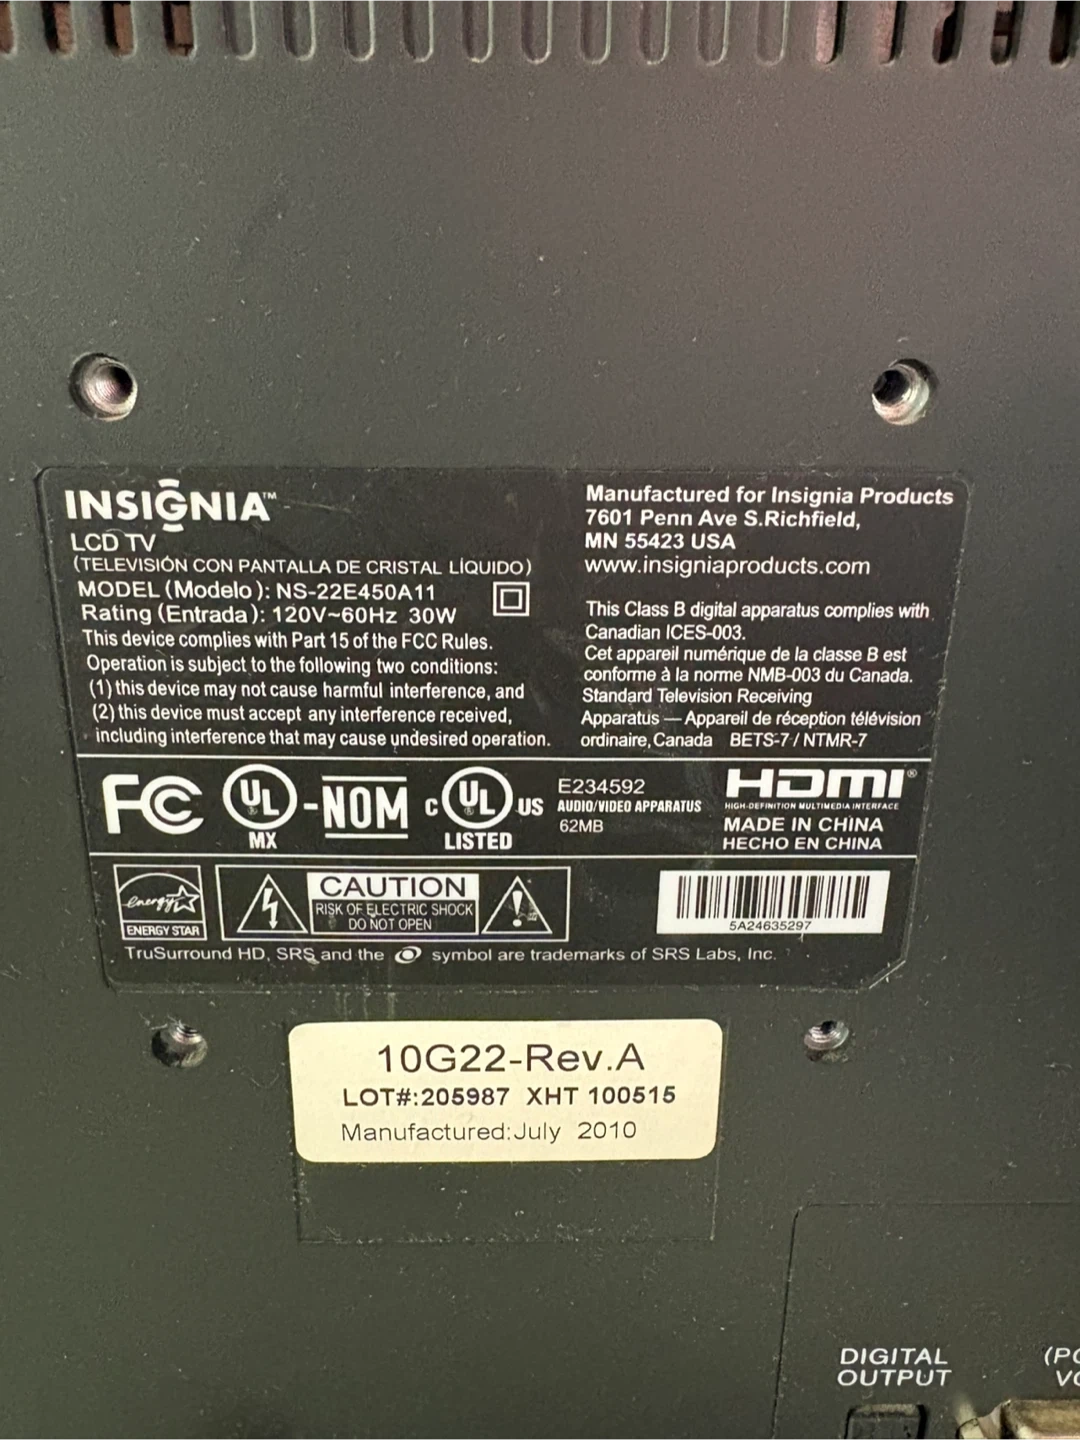 INSIGNIA™
LCD TV
(TELEVISIÓN CON PANTALLA DE CRISTAL LÍQUIDO)
MODEL (Modelo): NS-22E450A11
Rating (Entrada): 120V~60Hz 30W
This device complies with Part 15 of the FCC Rules.
Operation is subject to the following two conditions:
(1) this device may not cause harmful interference, and
(2) this device must accept any interference received,
including interference that may cause undesired operation.
Manufactured for Insignia Products
7601 Penn Ave S.Richfield,
MN 55423 USA
www.insigniaproducts.com
This Class B digital apparatus complies with
Canadian ICES-003.
Cet appareil numérique de la classe B est
conforme à la norme NMB-003 du Canada.
Standard Television Receiving
Apparatus — Appareil de réception télévision
ordinaire, Canada BETS-7 / NTMR-7
FC
UL
MX
-NOM
C UL US
LISTED
E234592
AUDIO/VIDEO APPARATUS
62MB
HDMI®
HIGH-DEFINITION MULTIMEDIA INTERFACE
MADE IN CHINA
HECHO EN CHINA
energy
ENERGY STAR
CAUTION
RISK OF ELECTRIC SHOCK
DO NOT OPEN
5A24635297
TruSurround HD, SRS and the symbol are trademarks of SRS Labs, Inc.
10G22-Rev.A
LOT#:205987 XHT 100515
Manufactured:July 2010
DIGITAL
OUTPUT
(PC
VG